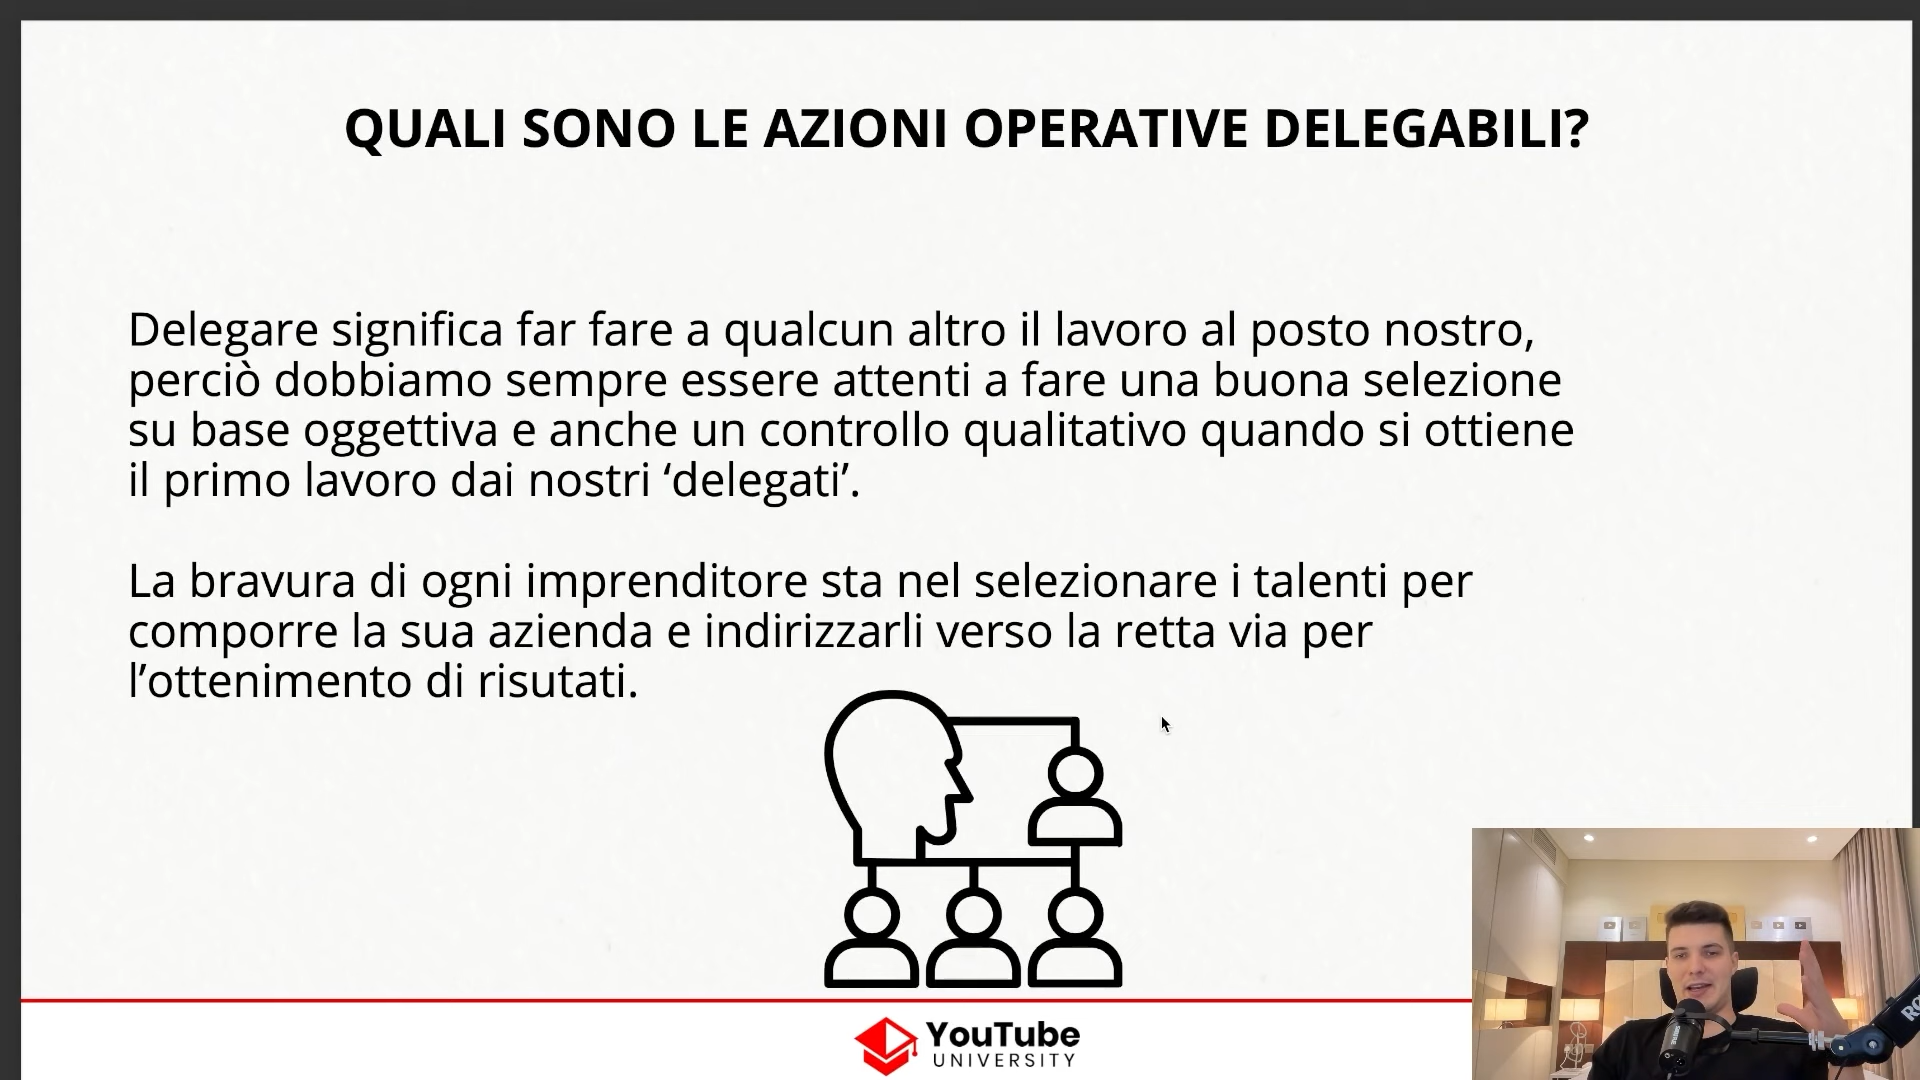 QUALI SONO LE AZIONI OPERATIVE DELEGABILI?
Delegare significa far fare a qualcun altro il lavoro al posto nostro,
perciò dobbiamo sempre essere attenti a fare una buona selezione
su base oggettiva e anche un controllo qualitativo quando si ottiene
il primo lavoro dai nostri ‘delegati’.
La bravura di ogni imprenditore sta nel selezionare i talenti per
comporre la sua azienda e indirizzarli verso la retta via per
l’ottenimento di risutati.
YouTube
UNIVERSITY